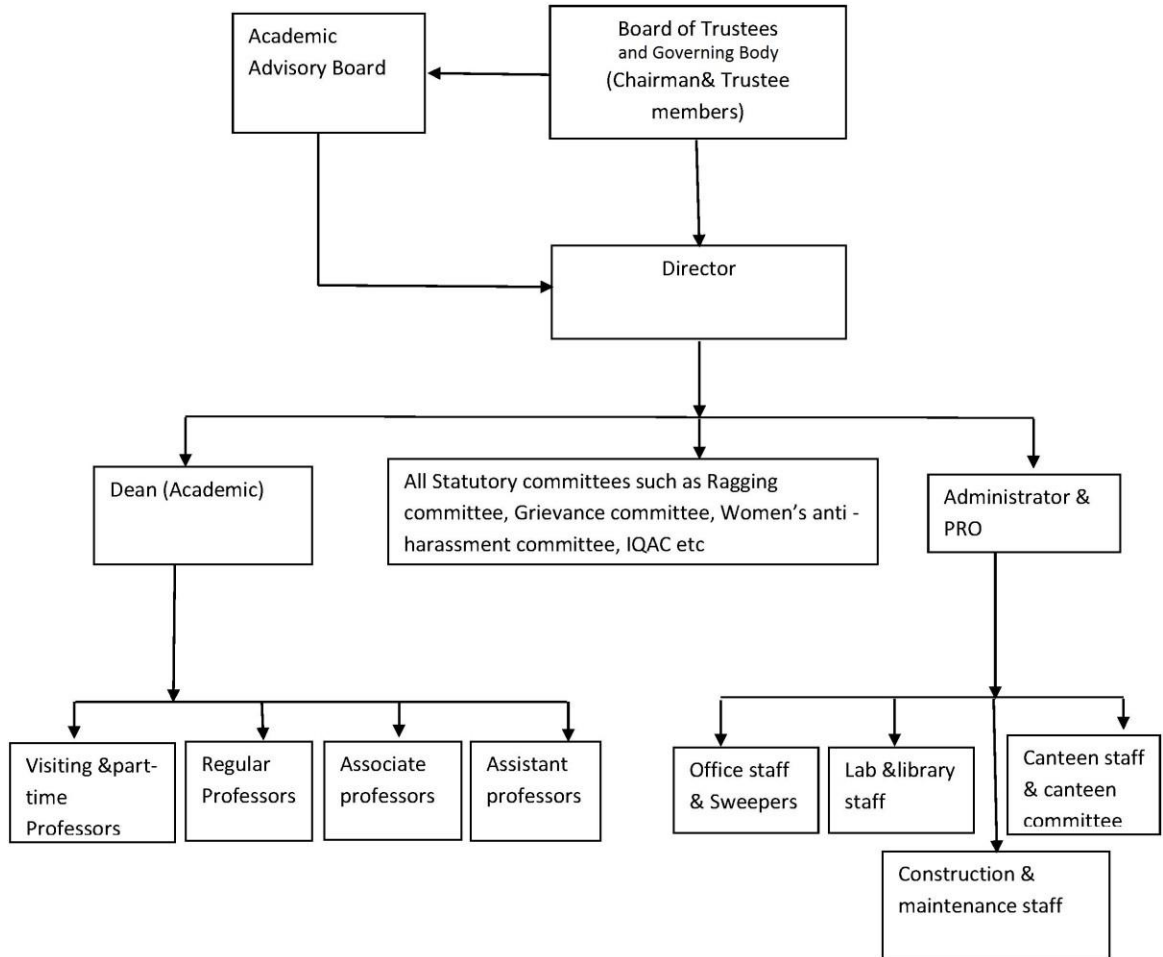 Academic
Advisory Board
Board of Trustees
and Governing Body
(Chairman& Trustee
members)
Director
Dean (Academic)
All Statutory committees such as Ragging
committee, Grievance committee, Women’s anti -
harassment committee, IQAC etc
Administrator &
PRO
Visiting &part-
time
Professors
Regular
Professors
Associate
professors
Assistant
professors
Office staff
& Sweepers
Lab &library
staff
Canteen staff
& canteen
committee
Construction &
maintenance staff